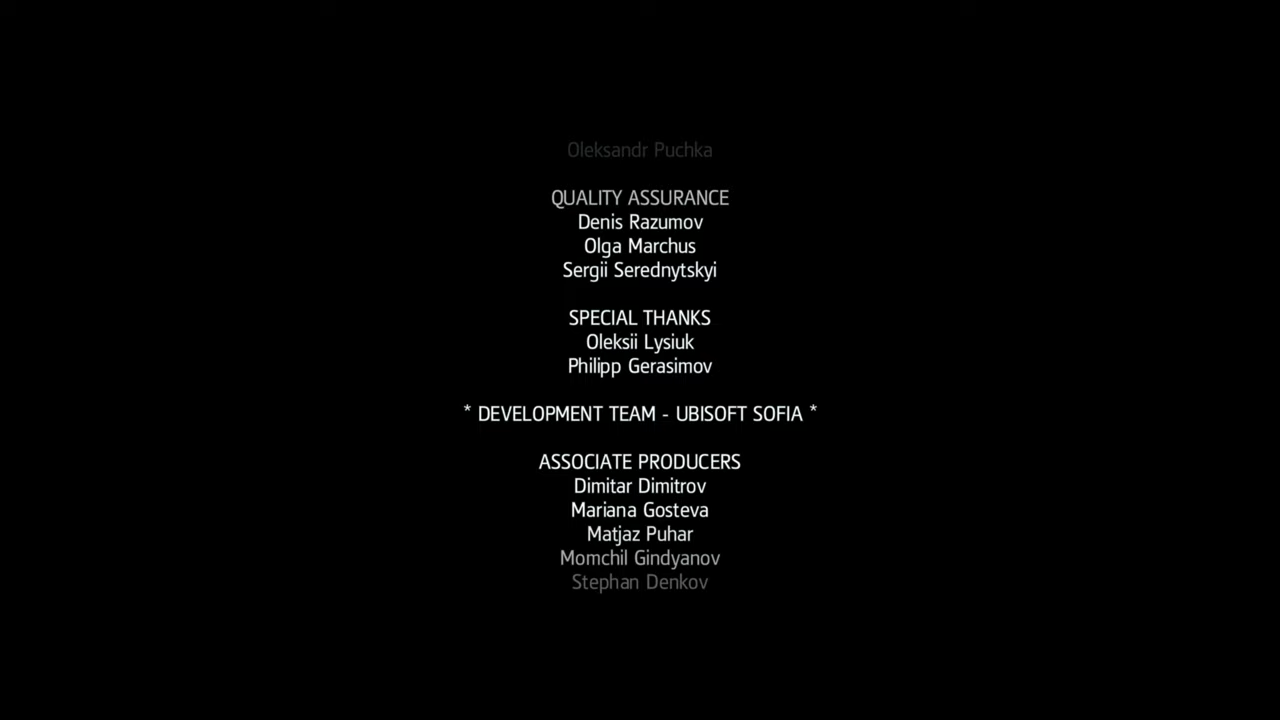 Oleksandr Puchka
QUALITY ASSURANCE
Denis Razumov
Olga Marchus
Sergii Serednytskyi
SPECIAL THANKS
Oleksii Lysiuk
Philipp Gerasimov
* DEVELOPMENT TEAM - UBISOFT SOFIA *
ASSOCIATE PRODUCERS
Dimitar Dimitrov
Mariana Gosteva
Matjaz Puhar
Momchil Gindyanov
Stephan Denkov